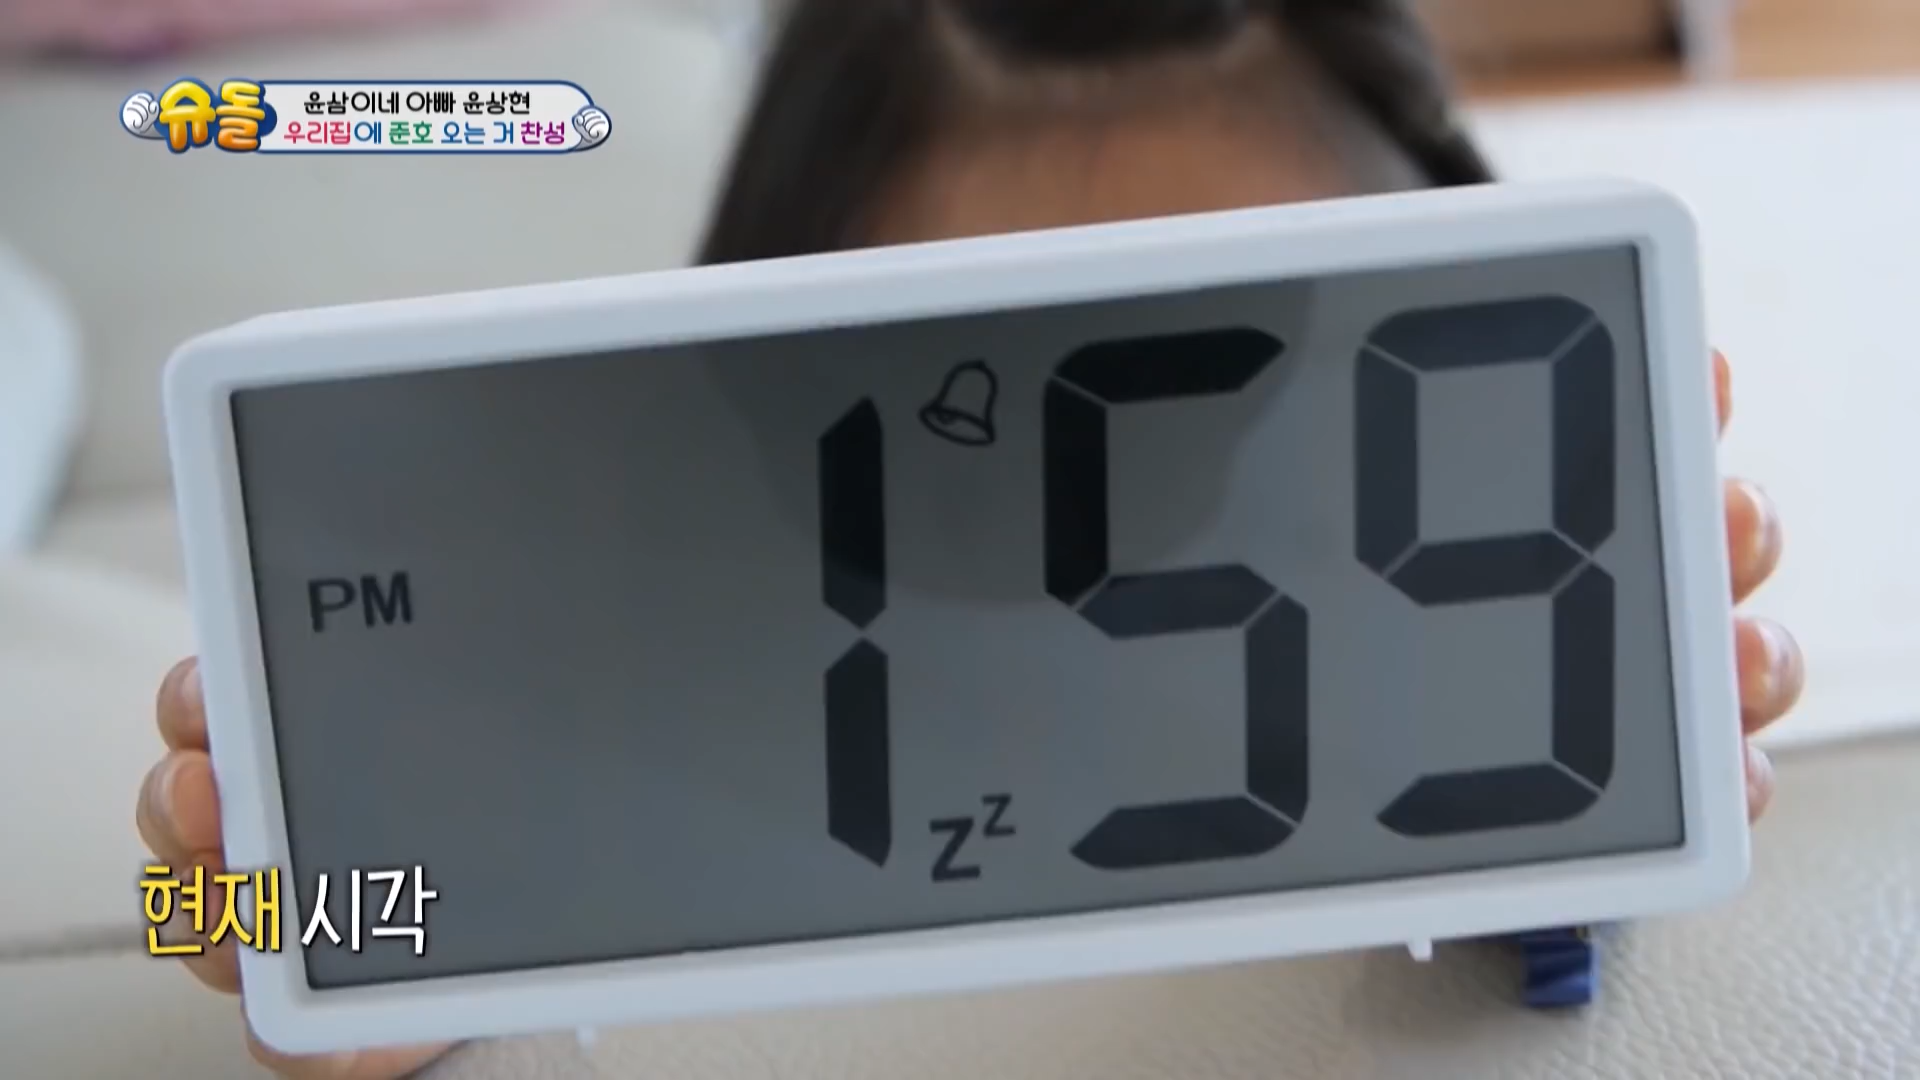 슈돌
윤삼이네 아빠 윤상현
우리집에 준호 오는 거 찬성
PM 1 59
zz
현재 시각